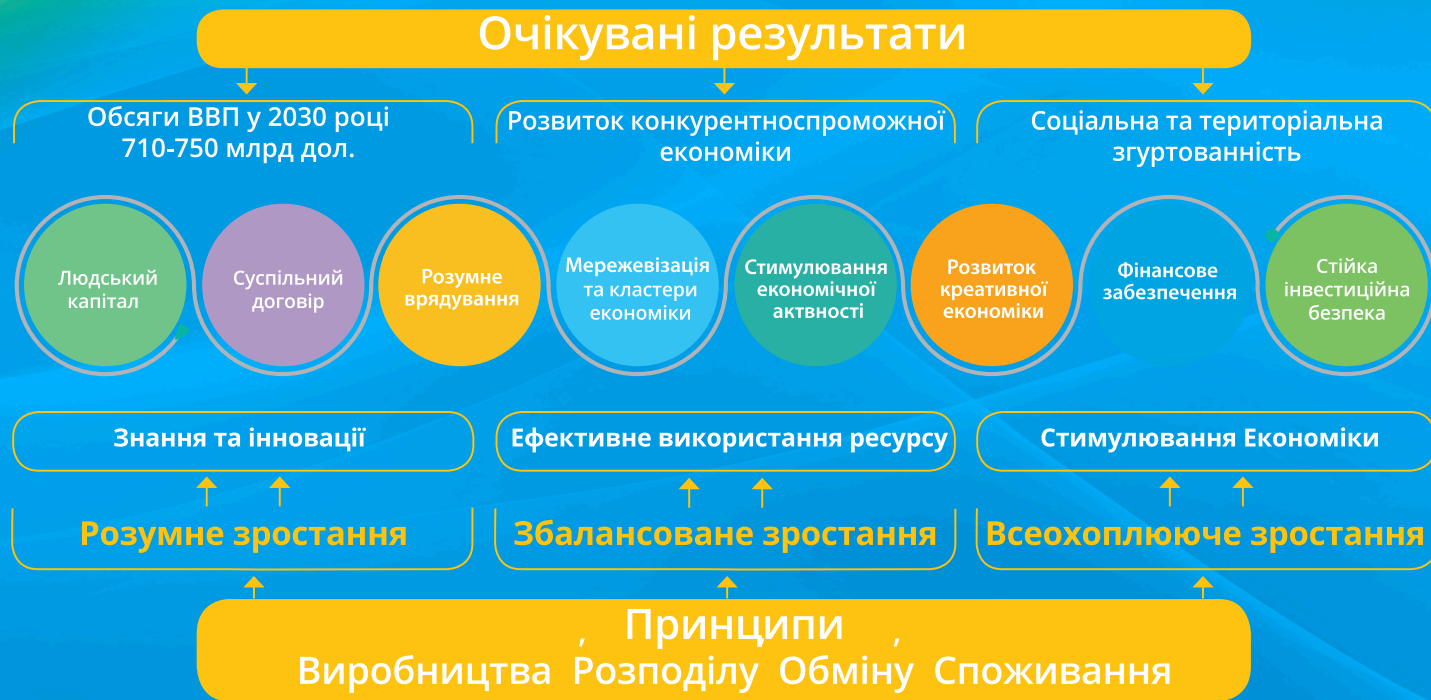 Очікувані результати
Обсяги ВВП у 2030 році
710-750 млрд дол.
Розвиток конкурентноспроможної
економіки
Соціальна та територіальна
згуртованність
Людський
капітал
Суспільний
договір
Розумне
врядування
Мережевізація
та кластери
економіки
Стимулювання
економічної
актвності
Розвиток
креативної
економіки
Фінансове
забезпечення
Стійка
інвестиційна
безпека
Знання та інновації
Ефективне використання ресурсу
Стимулювання Економіки
Розумне зростання
Збалансоване зростання
Всеохоплююче зростання
, Принципи ,
Виробництва Розподілу Обміну Споживання